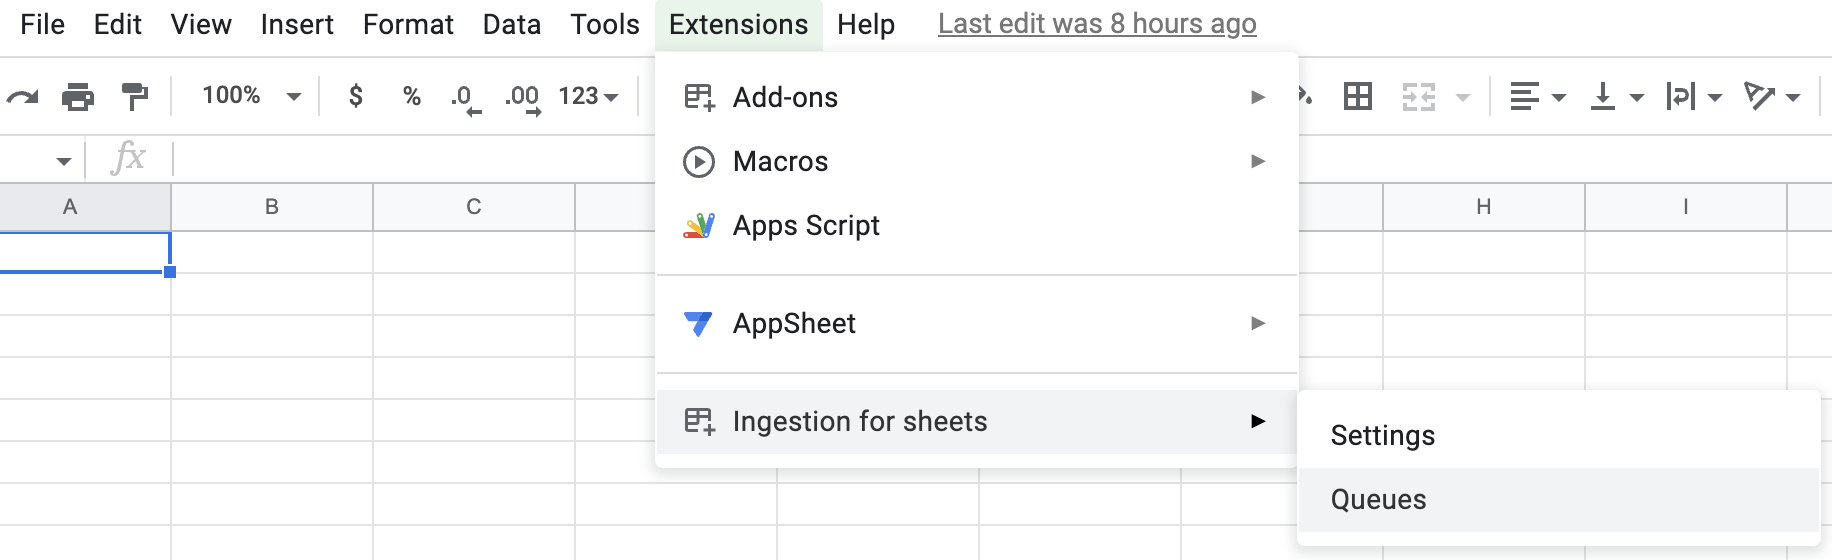 File Edit View Insert Format Data Tools Extensions Help Last edit was 8 hours ago
100% $ % .0 .00 123
fx
A B C H I
Add-ons
Macros
Apps Script
AppSheet
Ingestion for sheets
Settings
Queues